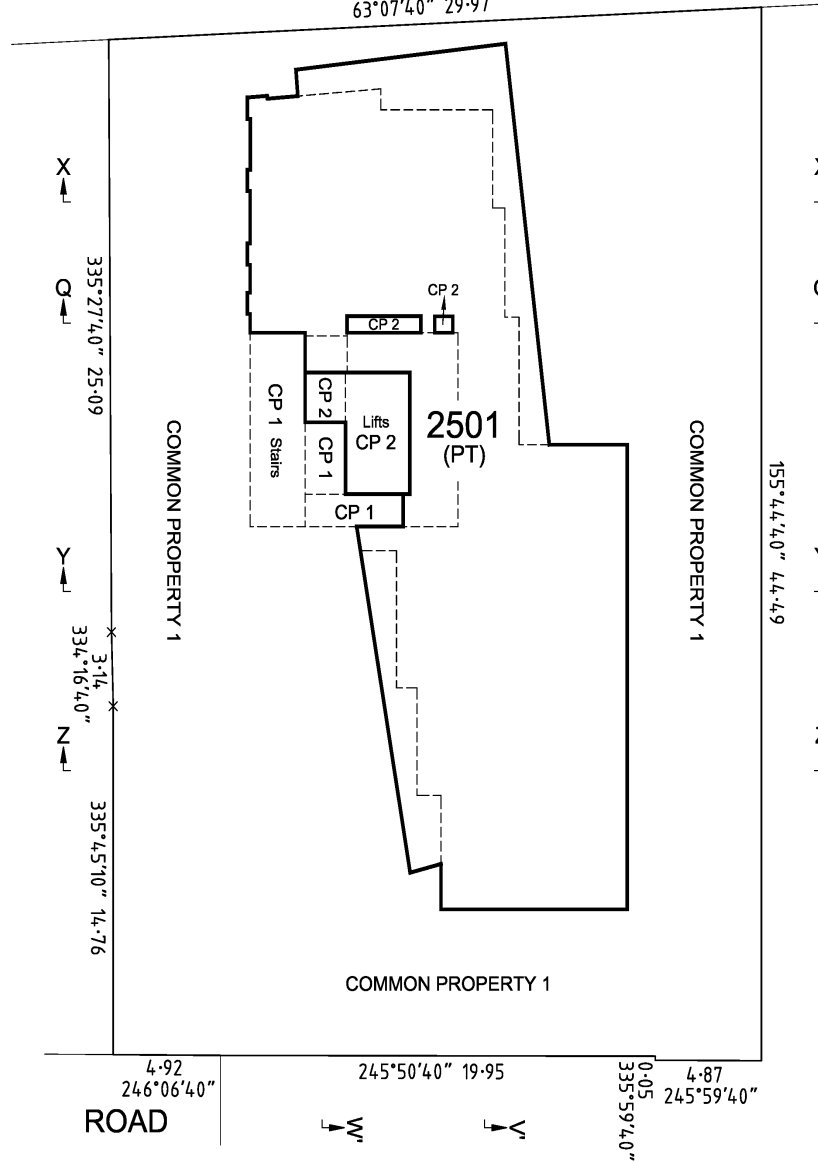 63°07'40" 29·97
X
Q
335°27'40" 25·09
CP 2
CP 2
CP 1
Stairs
CP 2
CP 1
Lifts
CP 2
2501
(PT)
CP 1
COMMON PROPERTY 1
COMMON PROPERTY 1
155°44'40" 44·49
Y
3·14
334°16'40"
Z
335°45'10" 14·76
COMMON PROPERTY 1
4·92
246°06'40"
245°50'40" 19·95
0·05
335°59'40"
4·87
245°59'40"
ROAD
W'
V'